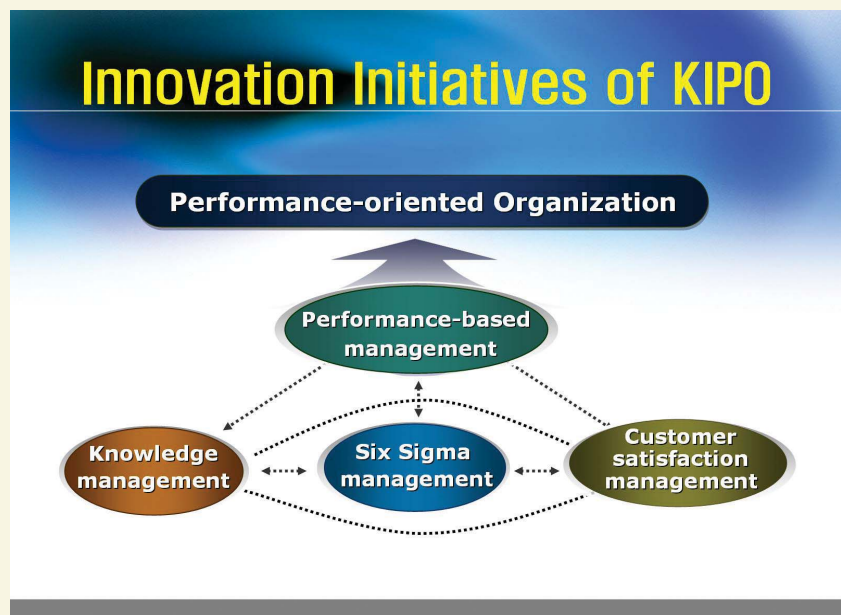 Innovation Initiatives of KIPO
Performance-oriented Organization
Performance-based
management
Knowledge
management
Six Sigma
management
Customer
satisfaction
management